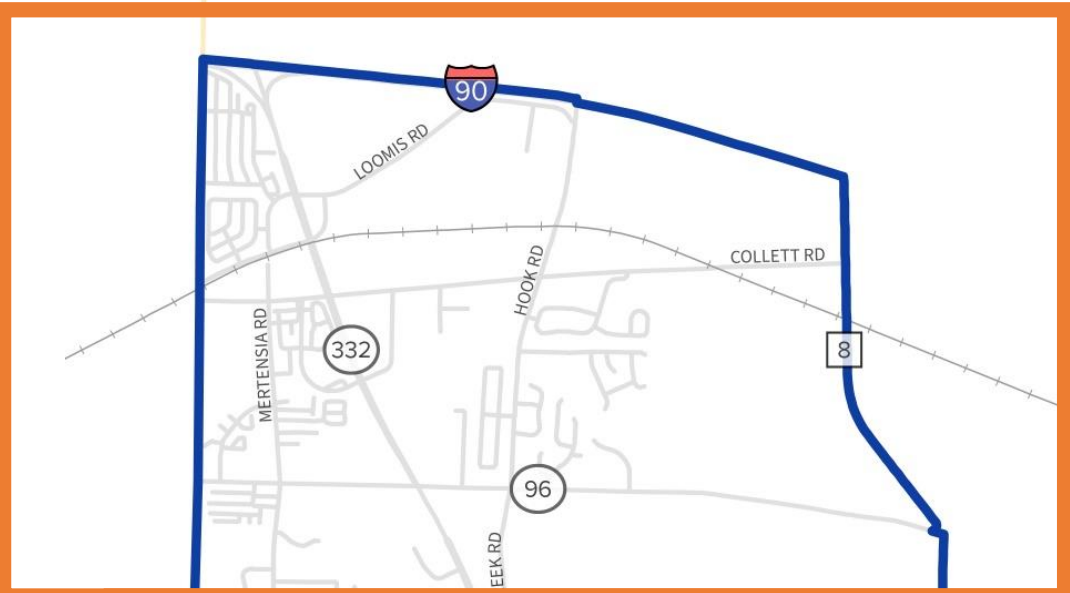 90
LOOMIS RD
COLLETT RD
HOOK RD
MERTENSIA RD
332
8
96
EEK RD